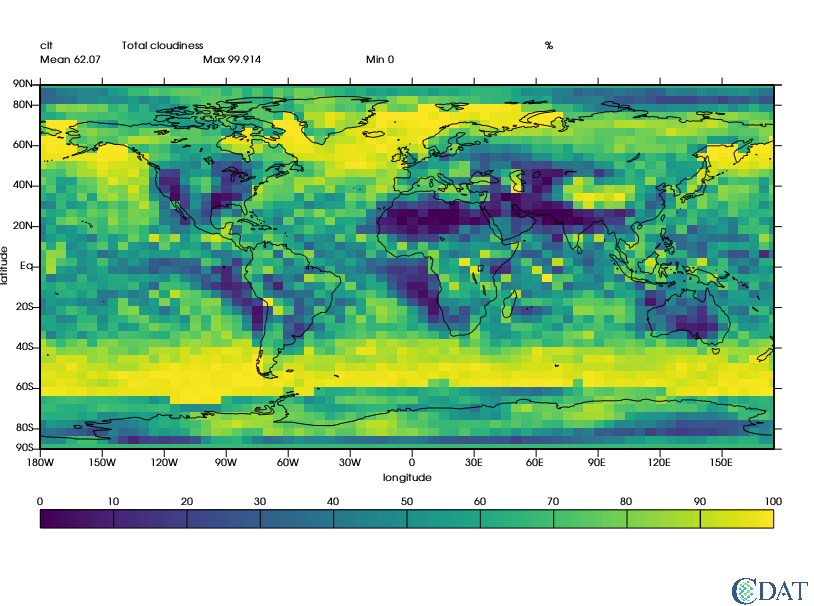 clt Total cloudiness %
Mean 62.07 Max 99.914 Min 0
90N
80N
60N
40N
20N
Eq
20S
40S
60S
80S
90S
latitude
180W 150W 120W 90W 60W 30W 0 30E 60E 90E 120E 150E
longitude
0 10 20 30 40 50 60 70 80 90 100
CDAT